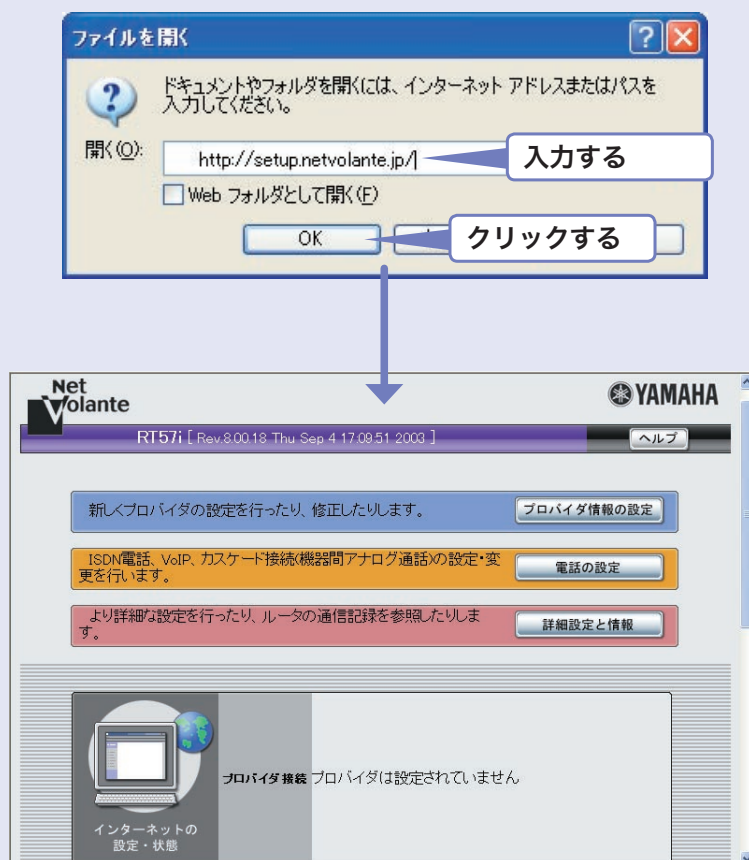 ファイルを開く
ドキュメントやフォルダを開くには、インターネット アドレスまたはパスを
入力してください。
開く(O):
http://setup.netvolante.jp/
入力する
Web フォルダとして開く(F)
OK
クリックする
Net
Volante
YAMAHA
RT57i [ Rev.8.00.18 Thu Sep 4 17:09:51 2003 ]
ヘルプ
新しくプロバイダの設定を行ったり、修正したりします。
プロバイダ情報の設定
ISDN電話、VoIP、カスケード接続(機器間アナログ通話)の設定・変
更を行います。
電話の設定
より詳細な設定を行ったり、ルータの通信記録を参照したりしま
す。
詳細設定と情報
プロバイダ接続 プロバイダは設定されていません
インターネットの
設定・状態